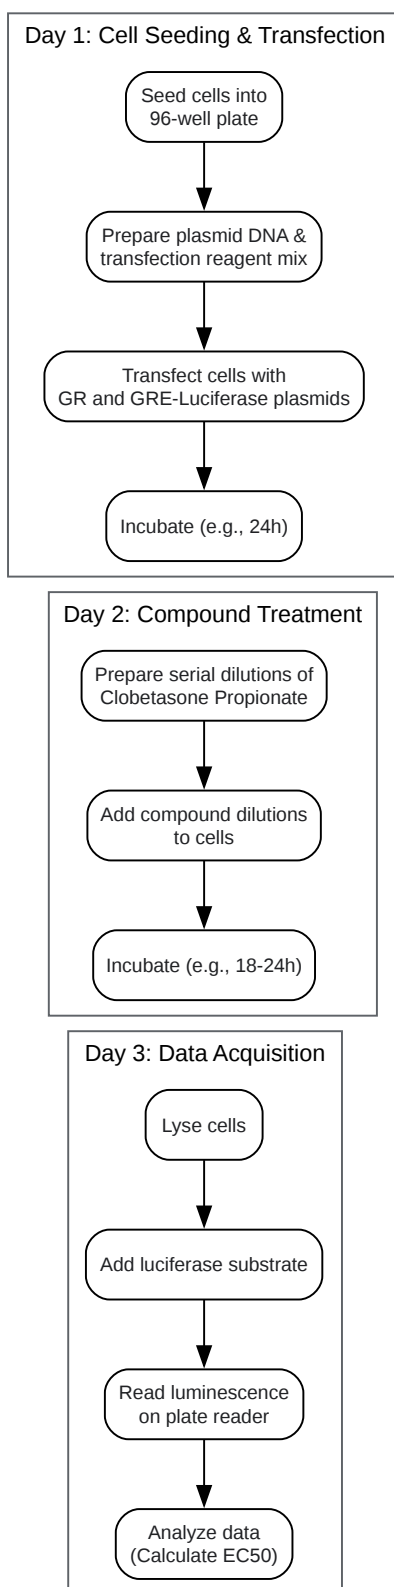 Day 1: Cell Seeding & Transfection
Seed cells into
96-well plate
Prepare plasmid DNA &
transfection reagent mix
Transfect cells with
GR and GRE-Luciferase plasmids
Incubate (e.g., 24h)
Day 2: Compound Treatment
Prepare serial dilutions of
Clobetasone Propionate
Add compound dilutions
to cells
Incubate (e.g., 18-24h)
Day 3: Data Acquisition
Lyse cells
Add luciferase substrate
Read luminescence
on plate reader
Analyze data
(Calculate EC50)